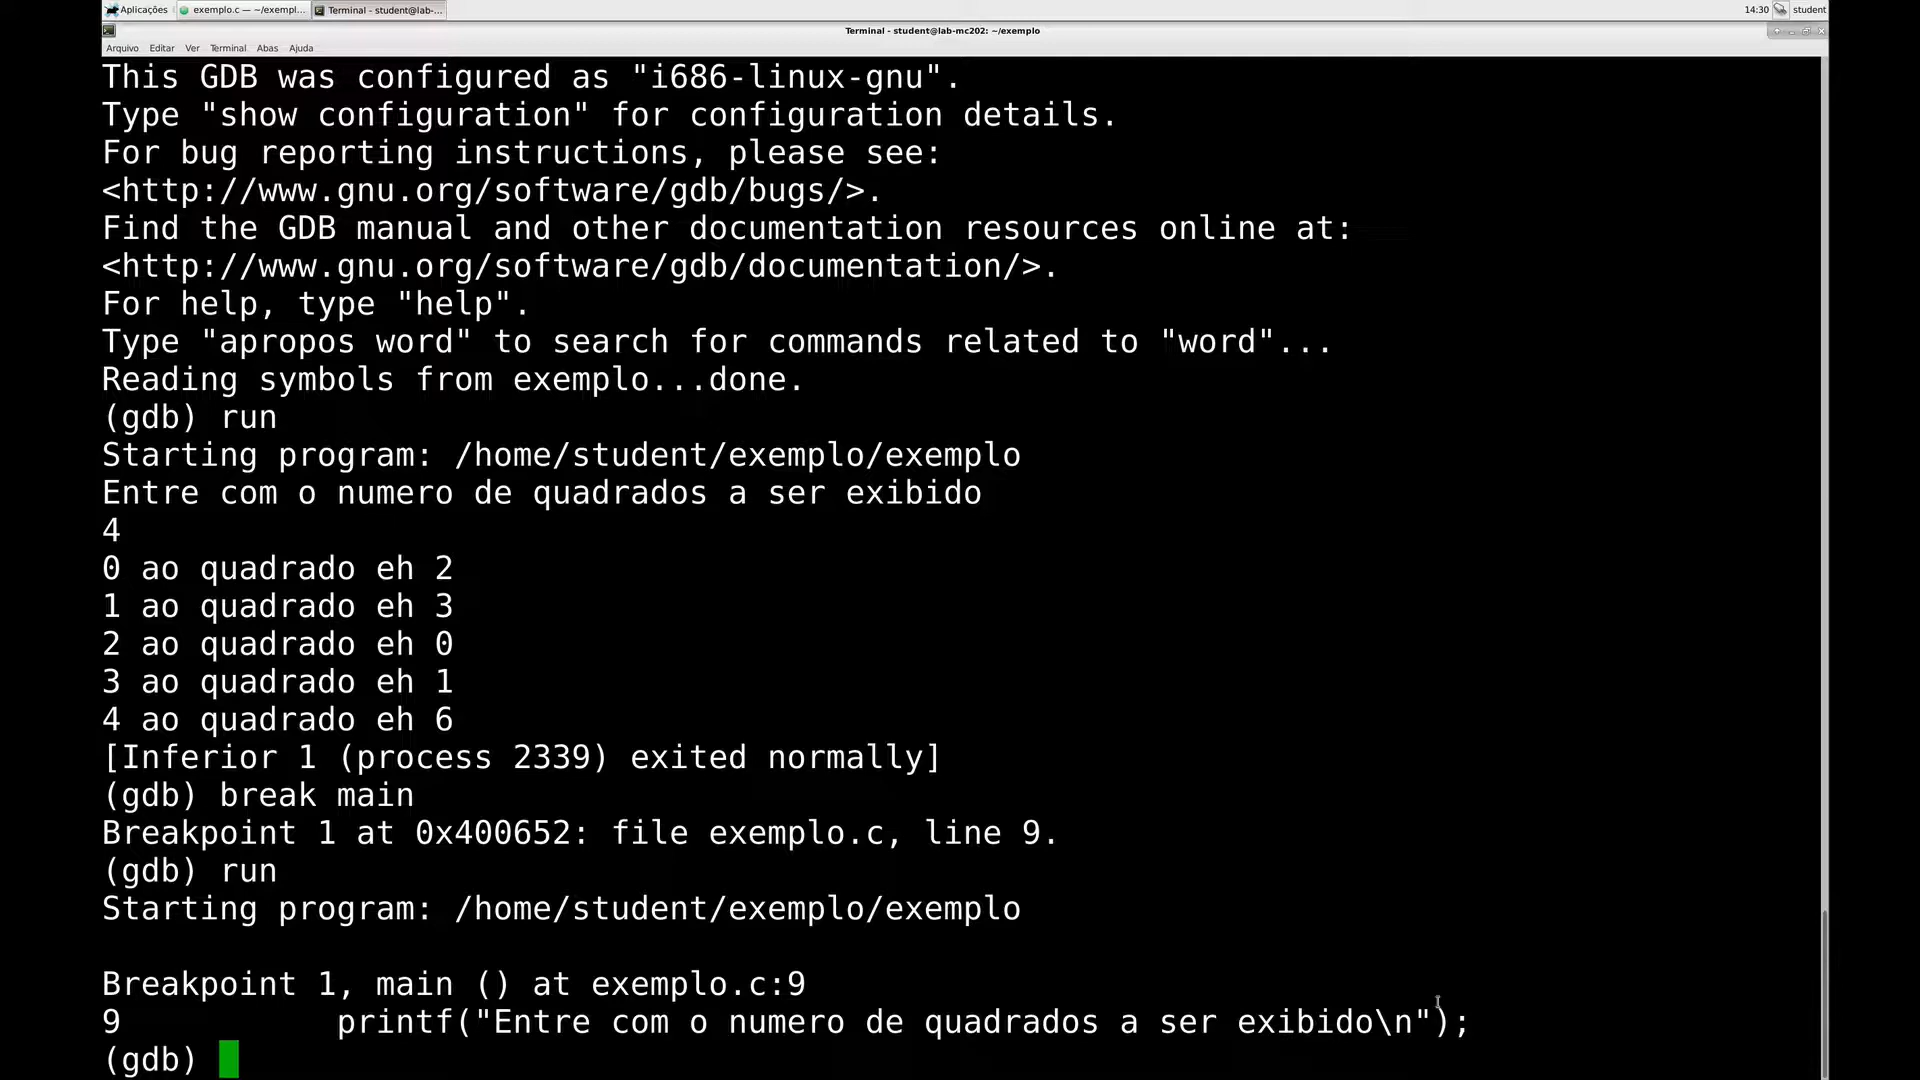 Aplicações
exemplo.c — ~/exempl...
Terminal - student@lab-...
14:30
student
Terminal - student@lab-mc202: ~/exemplo
Arquivo Editar Ver Terminal Abas Ajuda
This GDB was configured as "i686-linux-gnu".
Type "show configuration" for configuration details.
For bug reporting instructions, please see:
<http://www.gnu.org/software/gdb/bugs/>.
Find the GDB manual and other documentation resources online at:
<http://www.gnu.org/software/gdb/documentation/>.
For help, type "help".
Type "apropos word" to search for commands related to "word"...
Reading symbols from exemplo...done.
(gdb) run
Starting program: /home/student/exemplo/exemplo
Entre com o numero de quadrados a ser exibido
4
0 ao quadrado eh 2
1 ao quadrado eh 3
2 ao quadrado eh 0
3 ao quadrado eh 1
4 ao quadrado eh 6
[Inferior 1 (process 2339) exited normally]
(gdb) break main
Breakpoint 1 at 0x400652: file exemplo.c, line 9.
(gdb) run
Starting program: /home/student/exemplo/exemplo
Breakpoint 1, main () at exemplo.c:9
9 printf("Entre com o numero de quadrados a ser exibido\n");
(gdb)